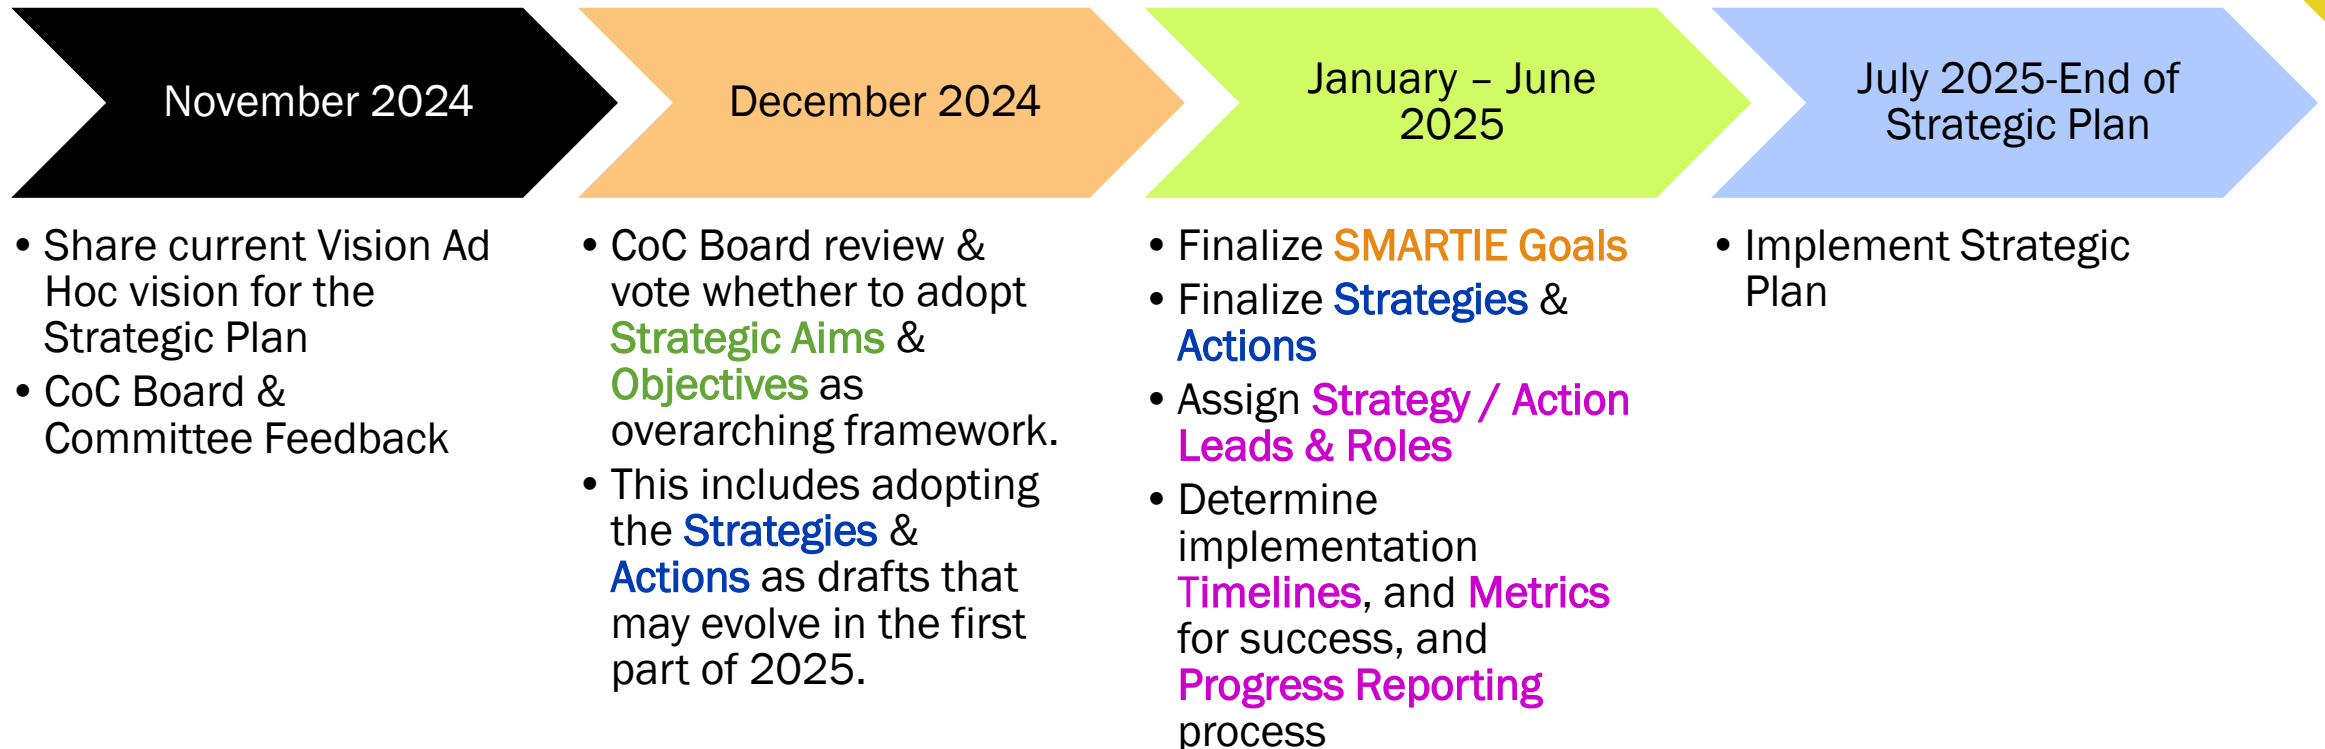 November 2024
• Share current Vision Ad
Hoc vision for the
Strategic Plan
• CoC Board &
Committee Feedback
December 2024
• CoC Board review &
vote whether to adopt
Strategic Aims &
Objectives as
overarching framework.
• This includes adopting
the Strategies &
Actions as drafts that
may evolve in the first
part of 2025.
January – June
2025
• Finalize SMARTIE Goals
• Finalize Strategies &
Actions
• Assign Strategy / Action
Leads & Roles
• Determine
implementation
Timelines, and Metrics
for success, and
Progress Reporting
process
July 2025-End of
Strategic Plan
• Implement Strategic
Plan